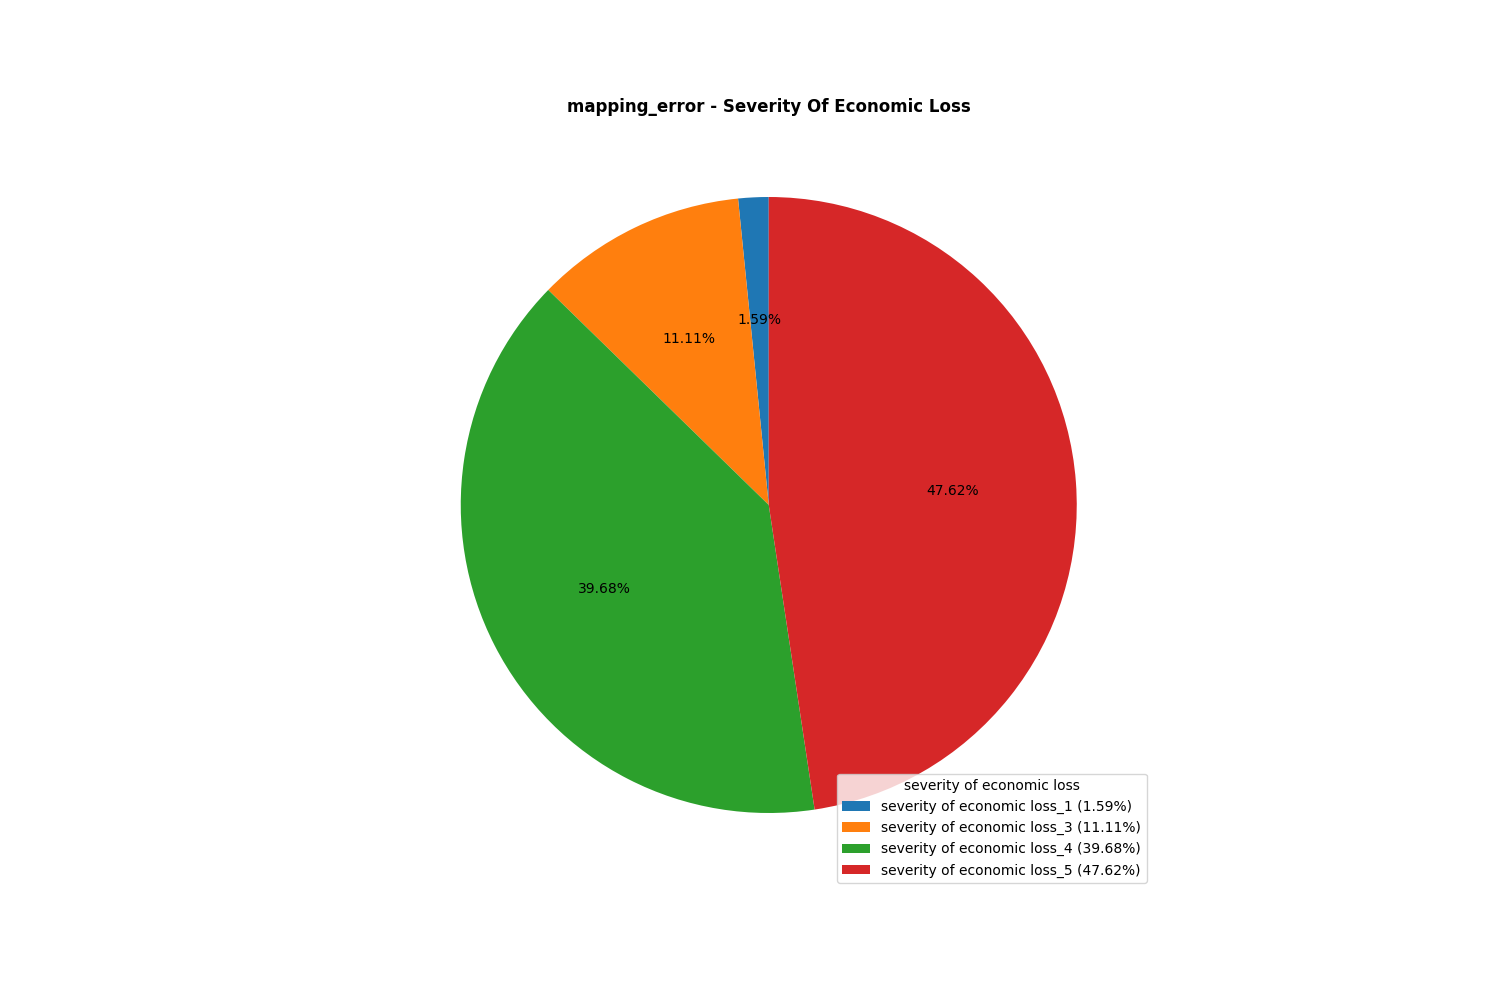 mapping_error - Severity Of Economic Loss
1.59%
11.11%
47.62%
39.68%
severity of economic loss
severity of economic loss_1 (1.59%)
severity of economic loss_3 (11.11%)
severity of economic loss_4 (39.68%)
severity of economic loss_5 (47.62%)